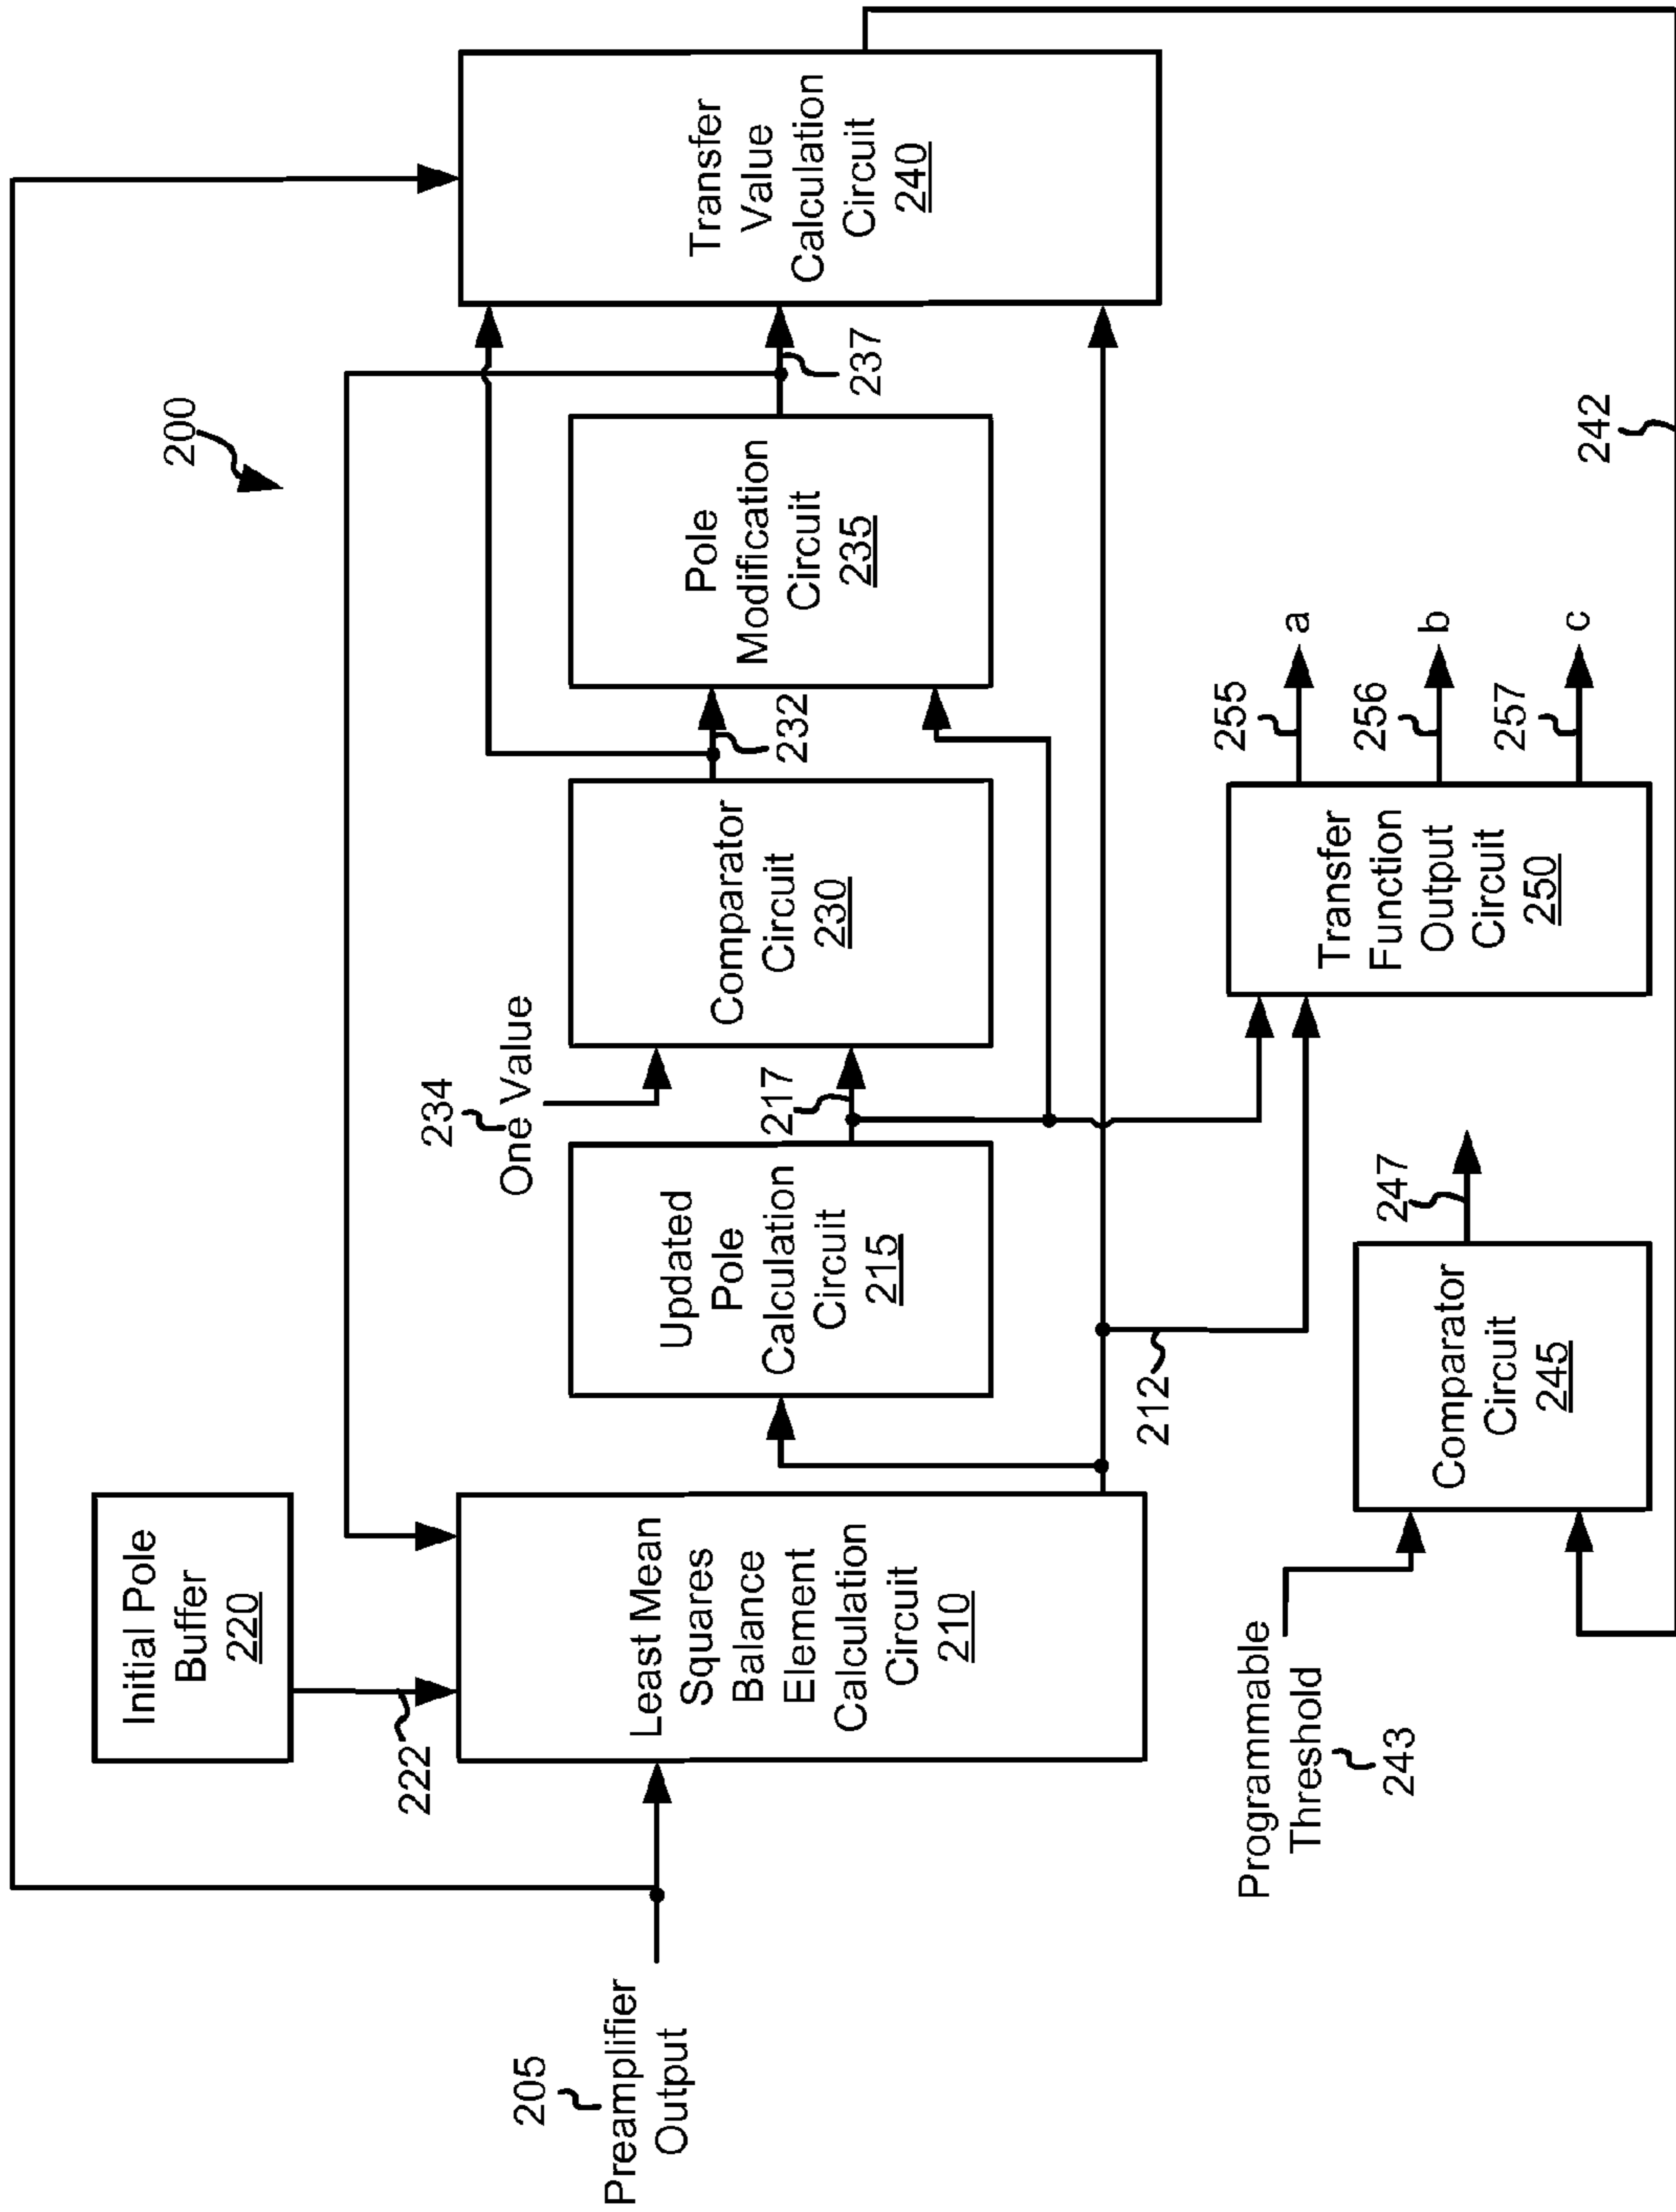 200
Initial Pole
Buffer
220
222
205
Preamplifier
Output
Least Mean
Squares
Balance
Element
Calculation
Circuit
210
Updated
Pole
Calculation
Circuit
215
217
234
One Value
Comparator
Circuit
230
232
Pole
Modification
Circuit
235
237
Transfer
Value
Calculation
Circuit
240
212
Programmable
Threshold
243
Comparator
Circuit
245
247
Transfer
Function
Output
Circuit
250
255
a
256
b
257
c
242